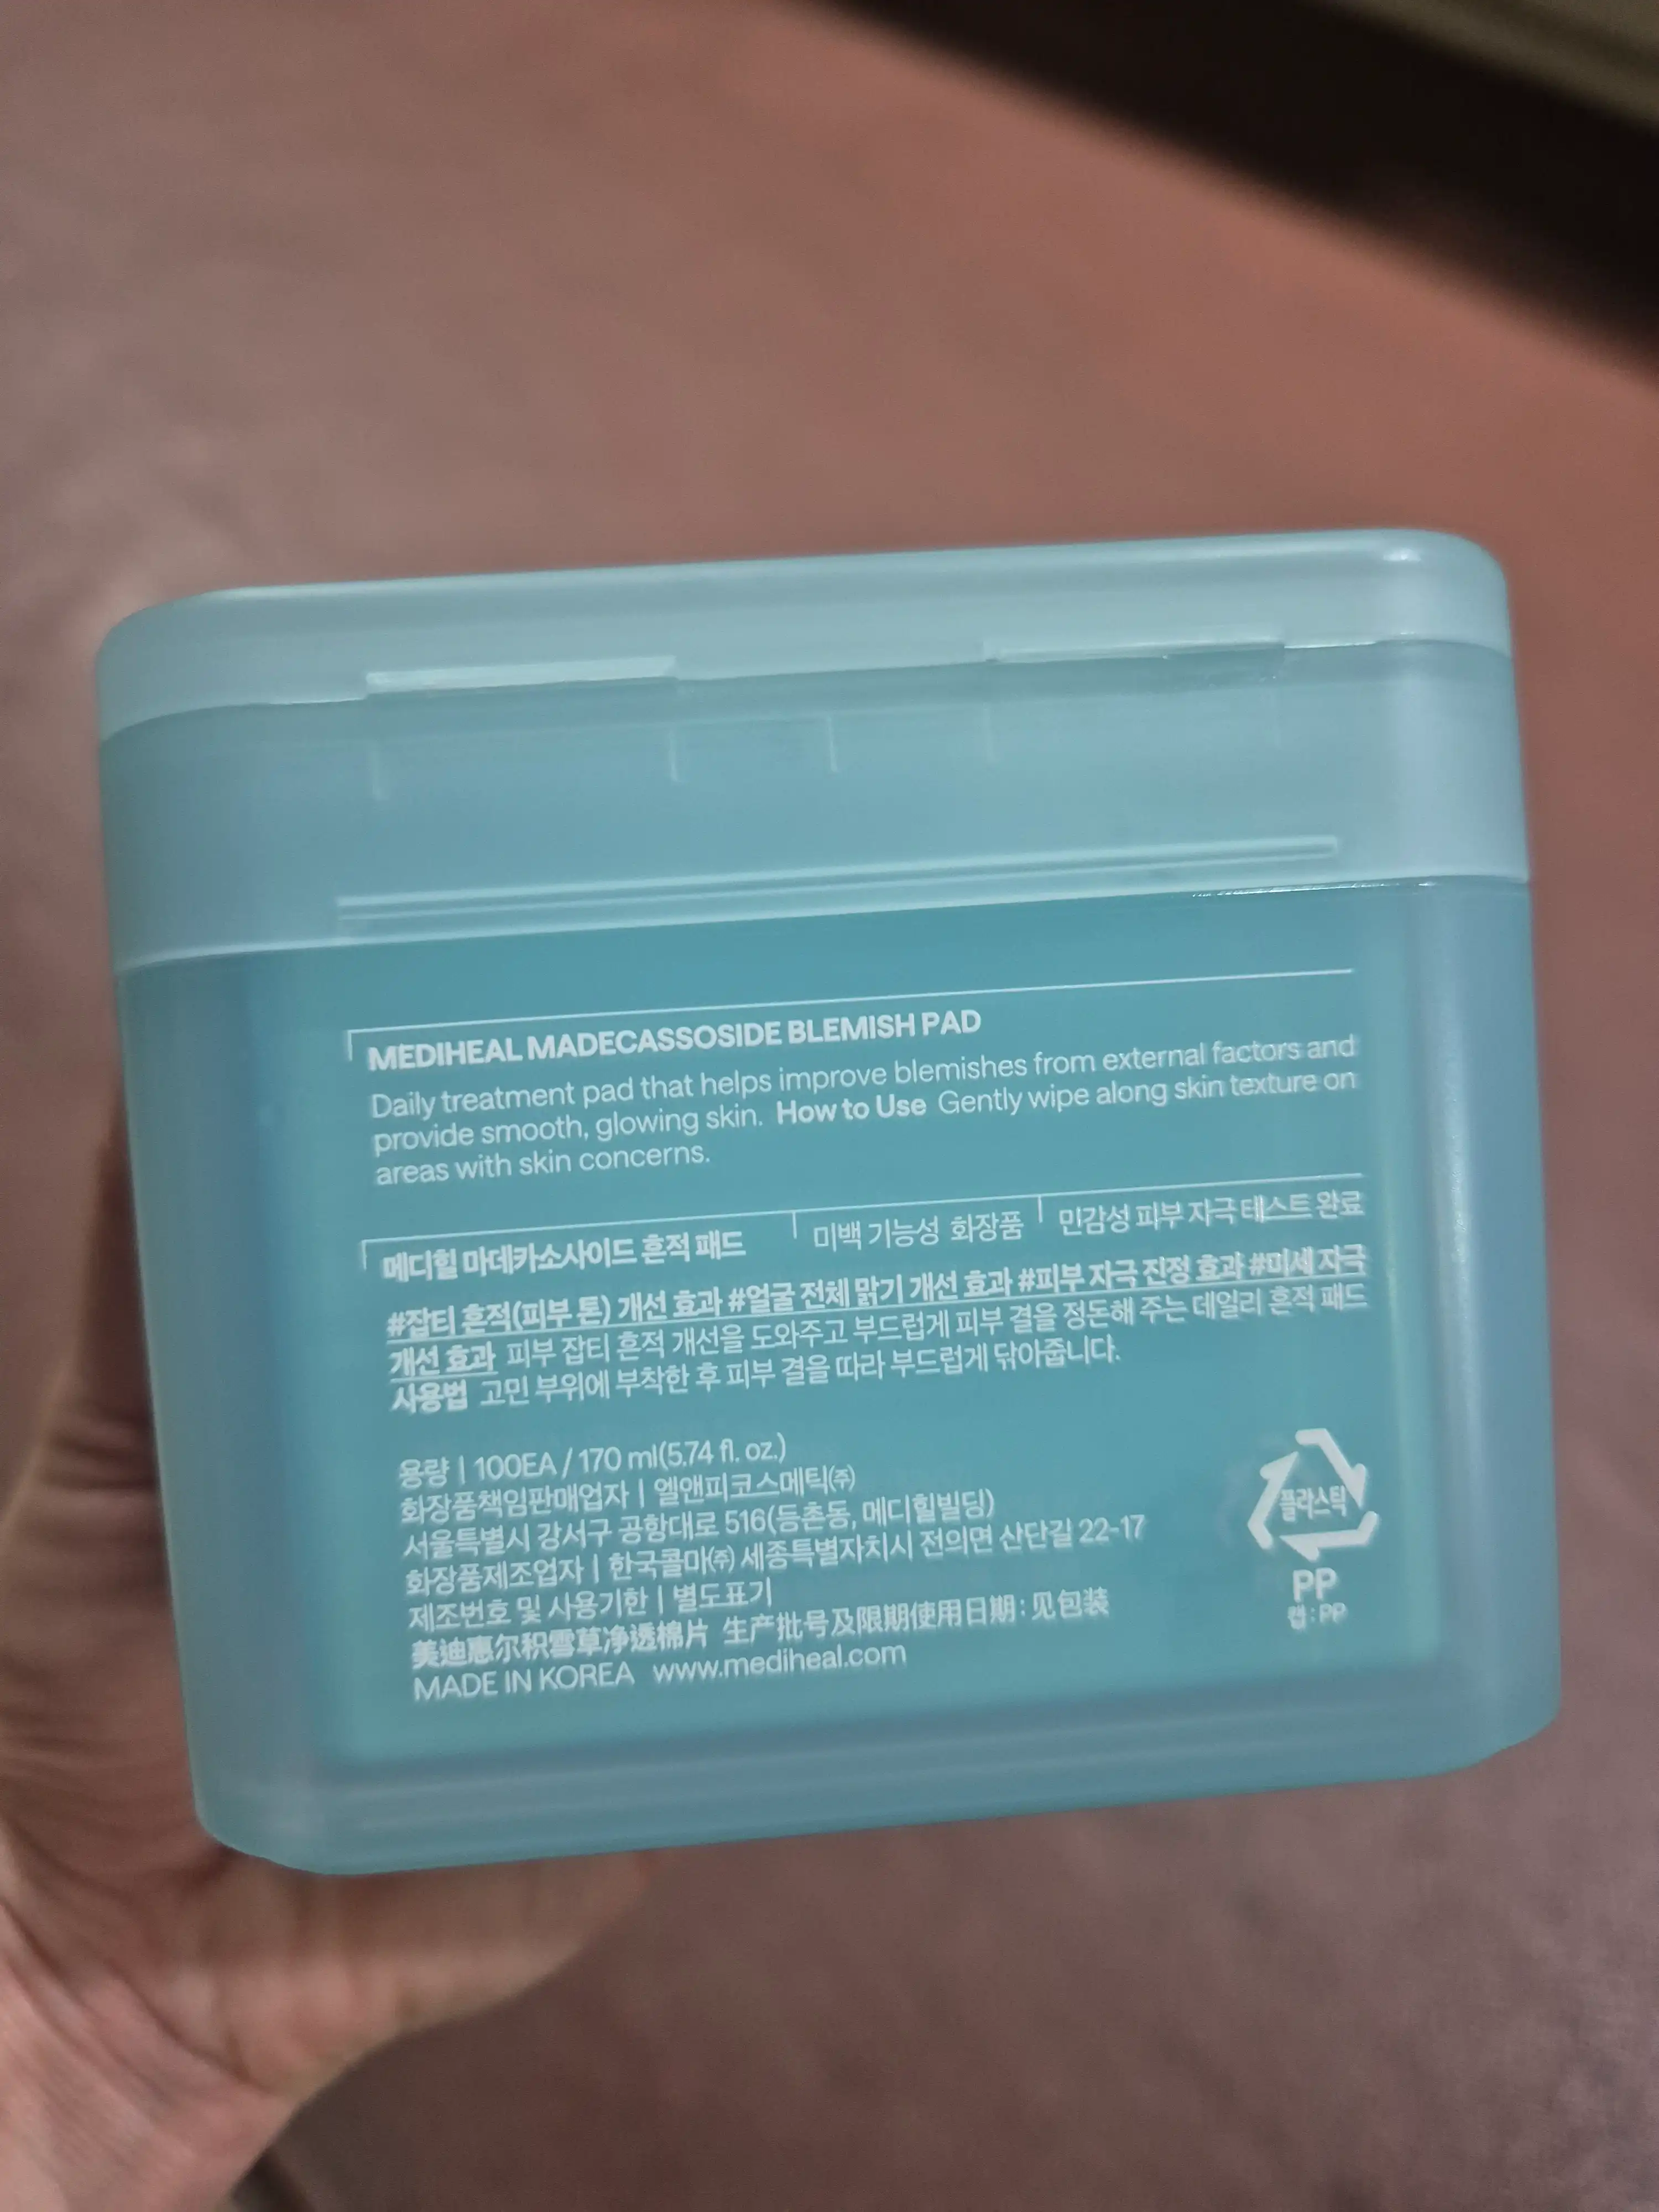 MEDIHEAL MADECASSOSIDE BLEMISH PAD
Daily treatment pad that helps improve blemishes from external factors and
provide smooth, glowing skin. How to Use Gently wipe along skin texture on
areas with skin concerns.
메디힐 마데카소사이드 흔적 패드 미백 기능성 화장품 민감성 피부 자극 테스트 완료
#잡티 흔적(피부 톤) 개선 효과 #얼굴 전체 맑기 개선 효과 #피부 자극 진정 효과 #미세 자극
개선 효과 피부 잡티 흔적 개선을 도와주고 부드럽게 피부 결을 정돈해 주는 데일리 흔적 패드
사용법 고민 부위에 부착한 후 피부 결을 따라 부드럽게 닦아줍니다.
용량 | 100EA / 170 ml(5.74 fl. oz.)
화장품책임판매업자 | 엘앤피코스메틱㈜
서울특별시 강서구 공항대로 516(등촌동, 메디힐빌딩)
화장품제조업자 | 한국콜마㈜ 세종특별자치시 전의면 산단길 22-17
제조번호 및 사용기한 | 별도표기
美迪惠尔积雪草净透棉片 生产批号及限期使用日期：见包装
MADE IN KOREA www.mediheal.com
플라스틱
PP
캡 : PP